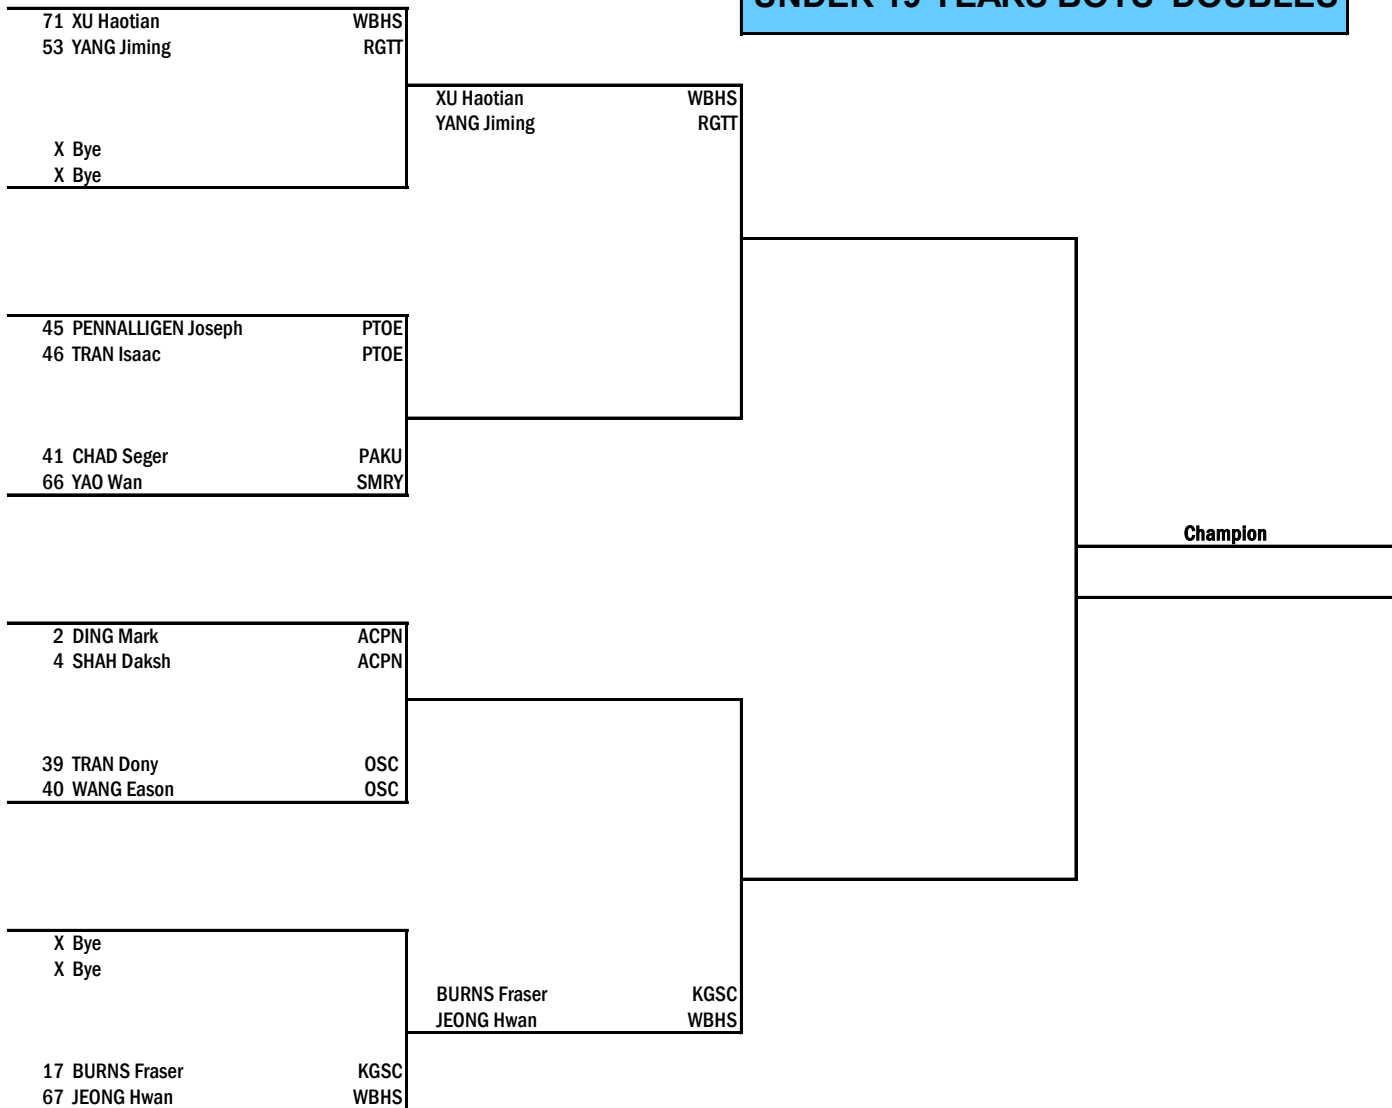 UNDER 19 YEARS BOYS' DOUBLES
71 XU Haotian WBHS
53 YANG Jiming RGTT
XU Haotian WBHS
YANG Jiming RGTT
X Bye
X Bye
45 PENNALLIGEN Joseph PTOE
46 TRAN Isaac PTOE
41 CHAD Seger PAKU
66 YAO Wan SMRY
Champion
2 DING Mark ACPN
4 SHAH Daksh ACPN
39 TRAN Dony OSC
40 WANG Eason OSC
X Bye
X Bye
BURNS Fraser KGSC
JEONG Hwan WBHS
17 BURNS Fraser KGSC
67 JEONG Hwan WBHS